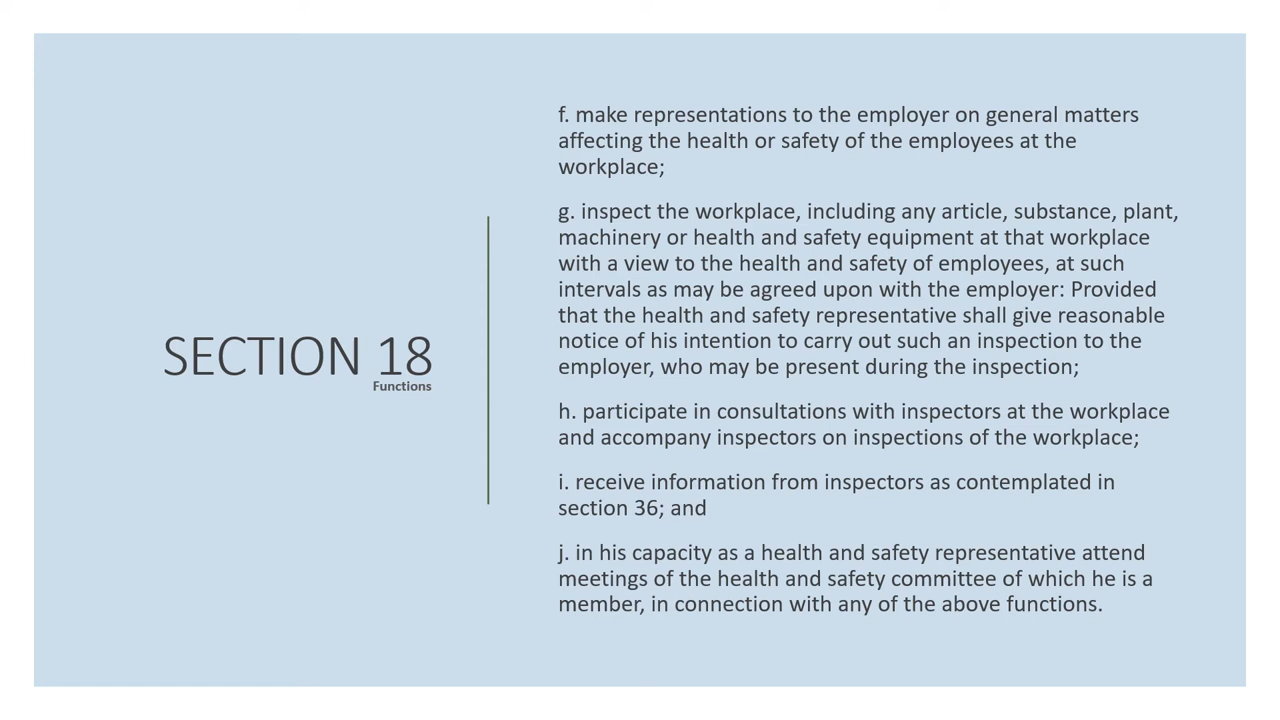 SECTION 18
Functions
f. make representations to the employer on general matters
affecting the health or safety of the employees at the
workplace;
g. inspect the workplace, including any article, substance, plant,
machinery or health and safety equipment at that workplace
with a view to the health and safety of employees, at such
intervals as may be agreed upon with the employer: Provided
that the health and safety representative shall give reasonable
notice of his intention to carry out such an inspection to the
employer, who may be present during the inspection;
h. participate in consultations with inspectors at the workplace
and accompany inspectors on inspections of the workplace;
i. receive information from inspectors as contemplated in
section 36; and
j. in his capacity as a health and safety representative attend
meetings of the health and safety committee of which he is a
member, in connection with any of the above functions.